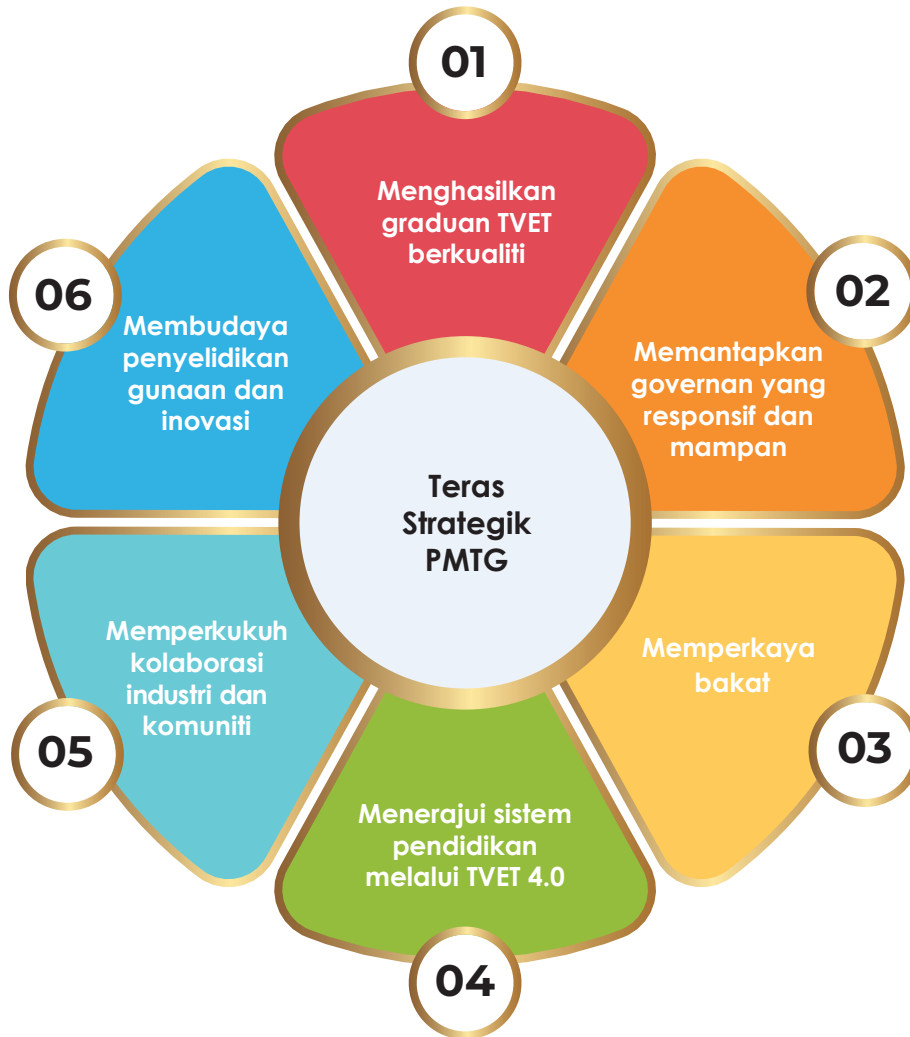 01
Menghasilkan
graduan TVET
berkualiti
02
Memantapkan
governan yang
responsif dan
mampan
03
Memperkaya
bakat
04
Menerajui sistem
pendidikan
melalui TVET 4.0
05
Memperkukuh
kolaborasi
industri dan
komuniti
06
Membudaya
penyelidikan
gunaan dan
inovasi
Teras
Strategik
PMTG